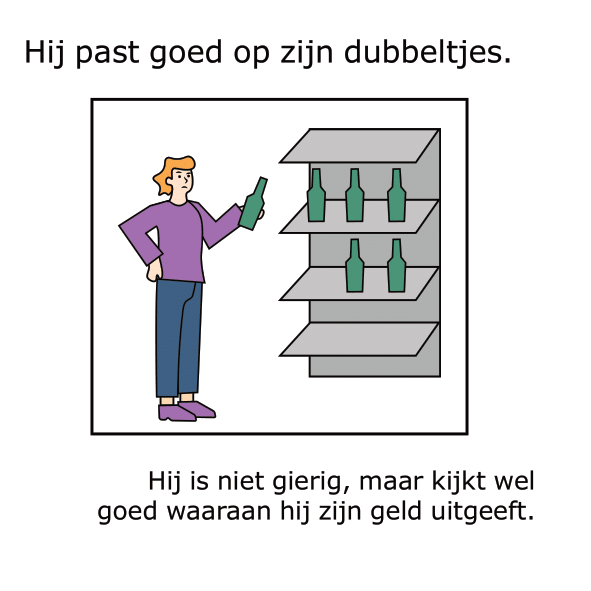 Hij past goed op zijn dubbeltjes.
Hij is niet gierig, maar kijkt wel
goed waaraan hij zijn geld uitgeeft.